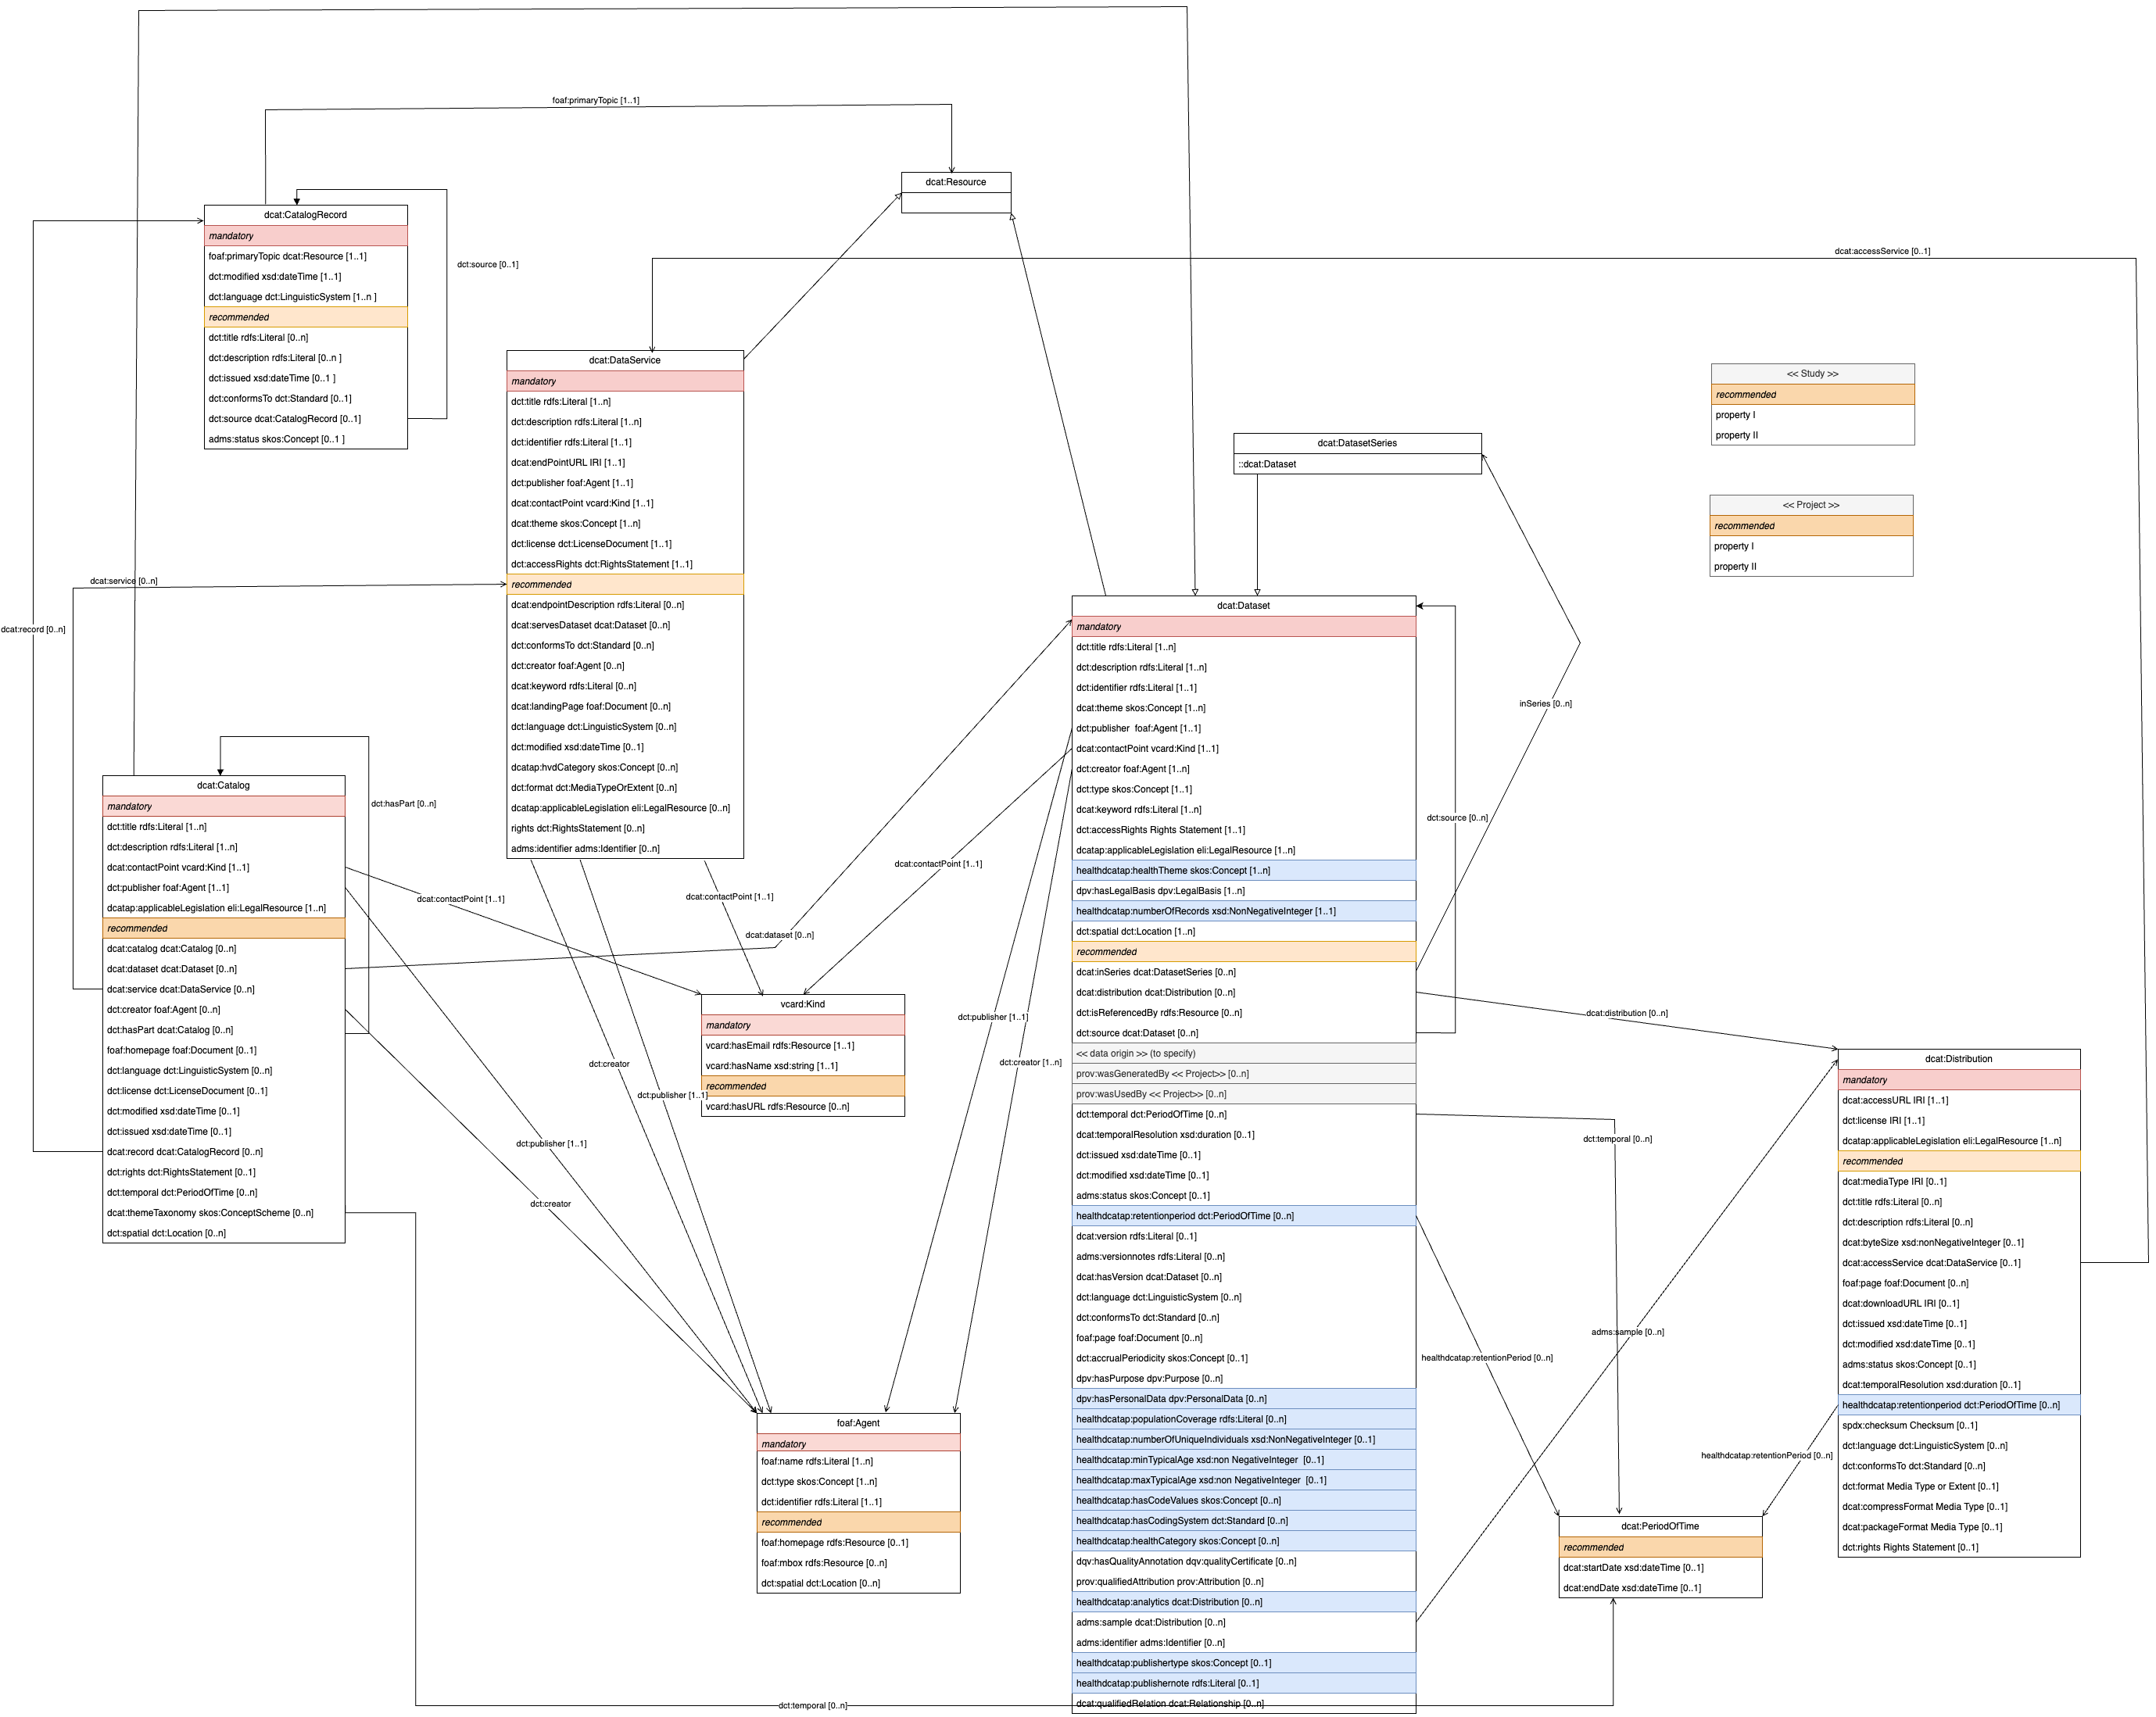 foaf:primaryTopic [1..1]
dcat:Resource
dcat:CatalogRecord
mandatory
foaf:primaryTopic dcat:Resource [1..1]
dct:modified xsd:dateTime [1..1]
dct:language dct:LinguisticSystem [1..n ]
recommended
dct:title rdfs:Literal [0..n]
dct:description rdfs:Literal [0..n ]
dct:issued xsd:dateTime [0..1 ]
dct:conformsTo dct:Standard [0..1]
dct:source dcat:CatalogRecord [0..1]
adms:status skos:Concept [0..1 ]
dct:source [0..1]
dcat:accessService [0..1]
dcat:DataService
mandatory
dct:title rdfs:Literal [1..n]
dct:description rdfs:Literal [1..n]
dct:identifier rdfs:Literal [1..1]
dcat:endPointURL IRI [1..1]
dct:publisher foaf:Agent [1..1]
dcat:contactPoint vcard:Kind [1..1]
dcat:theme skos:Concept [1..n]
dct:license dct:LicenseDocument [1..1]
dct:accessRights dct:RightsStatement [1..1]
recommended
dcat:endpointDescription rdfs:Literal [0..n]
dcat:servesDataset dcat:Dataset [0..n]
dct:conformsTo dct:Standard [0..n]
dct:creator foaf:Agent [0..n]
dcat:keyword rdfs:Literal [0..n]
dcat:landingPage foaf:Document [0..n]
dct:language dct:LinguisticSystem [0..n]
dct:modified xsd:dateTime [0..1]
dcatap:hvdCategory skos:Concept [0..n]
dct:format dct:MediaTypeOrExtent [0..n]
dcatap:applicableLegislation eli:LegalResource [0..n]
rights dct:RightsStatement [0..n]
adms:identifier adms:Identifier [0..n]
<< Study >>
recommended
property I
property II
<< Project >>
recommended
property I
property II
dcat:DatasetSeries
::dcat:Dataset
dcat:service [0..n]
dcat:record [0..n]
inSeries [0..n]
dct:source [0..n]
dcat:Catalog
mandatory
dct:title rdfs:Literal [1..n]
dct:description rdfs:Literal [1..n]
dcat:contactPoint vcard:Kind [1..1]
dct:publisher foaf:Agent [1..1]
dcatap:applicableLegislation eli:LegalResource [1..n]
recommended
dcat:catalog dcat:Catalog [0..n]
dcat:dataset dcat:Dataset [0..n]
dcat:service dcat:DataService [0..n]
dct:creator foaf:Agent [0..n]
dct:hasPart dcat:Catalog [0..n]
foaf:homepage foaf:Document [0..1]
dct:language dct:LinguisticSystem [0..n]
dct:license dct:LicenseDocument [0..1]
dct:modified xsd:dateTime [0..1]
dct:issued xsd:dateTime [0..1]
dcat:record dcat:CatalogRecord [0..n]
dct:rights dct:RightsStatement [0..1]
dct:temporal dct:PeriodOfTime [0..n]
dcat:themeTaxonomy skos:ConceptScheme [0..n]
dct:spatial dct:Location [0..n]
dct:hasPart [0..n]
dcat:contactPoint [1..1]
dcat:contactPoint [1..1]
dcat:contactPoint [1..1]
dcat:dataset [0..n]
dct:publisher [1..1]
dct:creator [1..n]
dct:creator
dct:publisher [1..1]
dct:publisher [1..1]
dct:creator
vcard:Kind
mandatory
vcard:hasEmail rdfs:Resource [1..1]
vcard:hasName xsd:string [1..1]
recommended
vcard:hasURL rdfs:Resource [0..n]
foaf:Agent
mandatory
foaf:name rdfs:Literal [1..n]
dct:type skos:Concept [1..n]
dct:identifier rdfs:Literal [1..1]
recommended
foaf:homepage rdfs:Resource [0..1]
foaf:mbox rdfs:Resource [0..n]
dct:spatial dct:Location [0..n]
dcat:Dataset
mandatory
dct:title rdfs:Literal [1..n]
dct:description rdfs:Literal [1..n]
dct:identifier rdfs:Literal [1..1]
dcat:theme skos:Concept [1..n]
dct:publisher  foaf:Agent [1..1]
dcat:contactPoint vcard:Kind [1..1]
dct:creator foaf:Agent [1..n]
dct:type skos:Concept [1..1]
dcat:keyword rdfs:Literal [1..n]
dct:accessRights Rights Statement [1..1]
dcatap:applicableLegislation eli:LegalResource [1..n]
healthdcatap:healthTheme skos:Concept [1..n]
dpv:hasLegalBasis dpv:LegalBasis [1..n]
healthdcatap:numberOfRecords xsd:NonNegativeInteger [1..1]
dct:spatial dct:Location [1..n]
recommended
dcat:inSeries dcat:DatasetSeries [0..n]
dcat:distribution dcat:Distribution [0..n]
dct:isReferencedBy rdfs:Resource [0..n]
dct:source dcat:Dataset [0..n]
<< data origin >> (to specify)
prov:wasGeneratedBy << Project>> [0..n]
prov:wasUsedBy << Project>> [0..n]
dct:temporal dct:PeriodOfTime [0..n]
dcat:temporalResolution xsd:duration [0..1]
dct:issued xsd:dateTime [0..1]
dct:modified xsd:dateTime [0..1]
adms:status skos:Concept [0..1]
healthdcatap:retentionperiod dct:PeriodOfTime [0..n]
dcat:version rdfs:Literal [0..1]
adms:versionnotes rdfs:Literal [0..n]
dcat:hasVersion dcat:Dataset [0..n]
dct:language dct:LinguisticSystem [0..n]
dct:conformsTo dct:Standard [0..n]
foaf:page foaf:Document [0..n]
dct:accrualPeriodicity skos:Concept [0..1]
dpv:hasPurpose dpv:Purpose [0..n]
dpv:hasPersonalData dpv:PersonalData [0..n]
healthdcatap:populationCoverage rdfs:Literal [0..n]
healthdcatap:numberOfUniqueIndividuals xsd:NonNegativeInteger [0..1]
healthdcatap:minTypicalAge xsd:non NegativeInteger  [0..1]
healthdcatap:maxTypicalAge xsd:non NegativeInteger  [0..1]
healthdcatap:hasCodeValues skos:Concept [0..n]
healthdcatap:hasCodingSystem dct:Standard [0..n]
healthdcatap:healthCategory skos:Concept [0..n]
dqv:hasQualityAnnotation dqv:qualityCertificate [0..n]
prov:qualifiedAttribution prov:Attribution [0..n]
healthdcatap:analytics dcat:Distribution [0..n]
adms:sample dcat:Distribution [0..n]
adms:identifier adms:Identifier [0..n]
healthdcatap:publishertype skos:Concept [0..1]
healthdcatap:publishernote rdfs:Literal [0..1]
dcat:qualifiedRelation dcat:Relationship [0..n]
dct:temporal [0..n]
dcat:distribution [0..n]
dct:temporal [0..n]
adms:sample [0..n]
healthdcatap:retentionPeriod [0..n]
healthdcatap:retentionPeriod [0..n]
dcat:PeriodOfTime
recommended
dcat:startDate xsd:dateTime [0..1]
dcat:endDate xsd:dateTime [0..1]
dcat:Distribution
mandatory
dcat:accessURL IRI [1..1]
dct:license IRI [1..1]
dcatap:applicableLegislation eli:LegalResource [1..n]
recommended
dcat:mediaType IRI [0..1]
dct:title rdfs:Literal [0..n]
dct:description rdfs:Literal [0..n]
dcat:byteSize xsd:nonNegativeInteger [0..1]
dcat:accessService dcat:DataService [0..1]
foaf:page foaf:Document [0..n]
dcat:downloadURL IRI [0..1]
dct:issued xsd:dateTime [0..1]
dct:modified xsd:dateTime [0..1]
adms:status skos:Concept [0..1]
dcat:temporalResolution xsd:duration [0..1]
healthdcatap:retentionperiod dct:PeriodOfTime [0..n]
spdx:checksum Checksum [0..1]
dct:language dct:LinguisticSystem [0..n]
dct:conformsTo dct:Standard [0..n]
dct:format Media Type or Extent [0..1]
dcat:compressFormat Media Type [0..1]
dcat:packageFormat Media Type [0..1]
dct:rights Rights Statement [0..1]